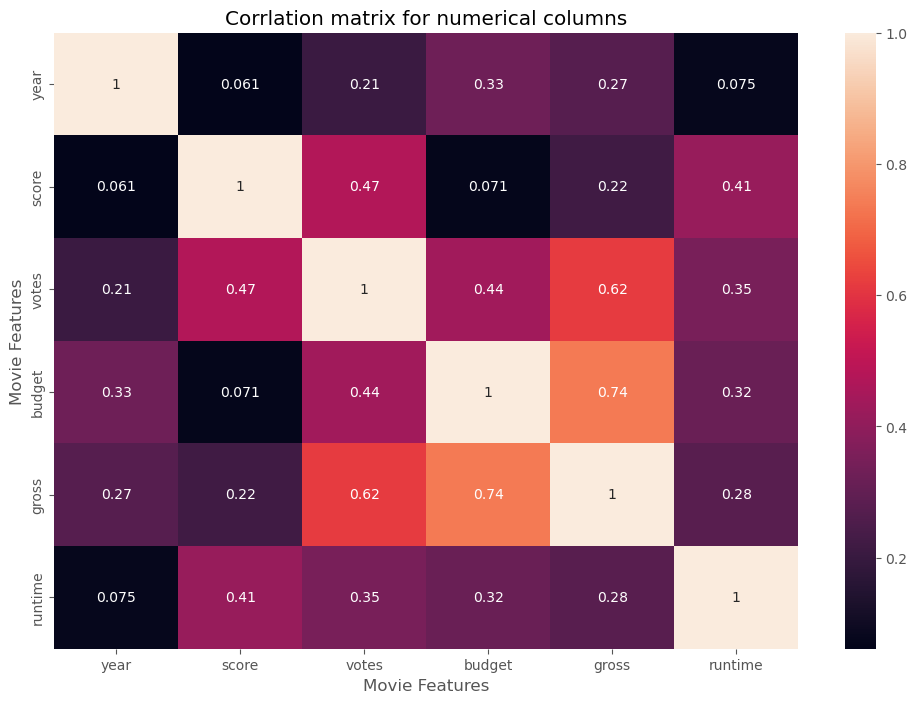 Corrlation matrix for numerical columns
Movie Features
year 1 0.061 0.21 0.33 0.27 0.075
score 0.061 1 0.47 0.071 0.22 0.41
votes 0.21 0.47 1 0.44 0.62 0.35
budget 0.33 0.071 0.44 1 0.74 0.32
gross 0.27 0.22 0.62 0.74 1 0.28
runtime 0.075 0.41 0.35 0.32 0.28 1
year score votes budget gross runtime
Movie Features
1.0
0.8
0.6
0.4
0.2